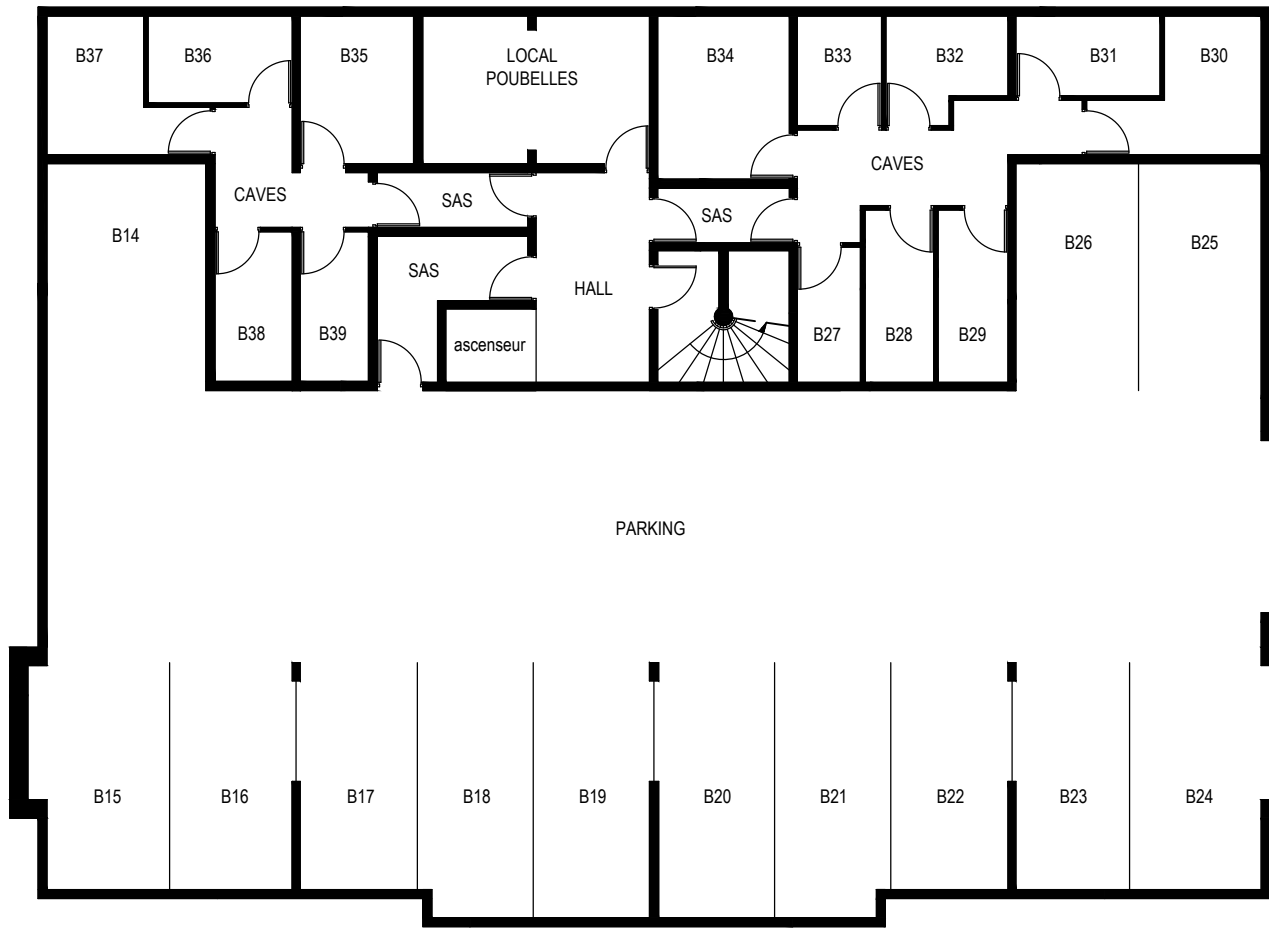 B37
B36
B35
LOCAL
POUBELLES
B34
B33
B32
B31
B30
CAVES
CAVES
SAS
SAS
B14
SAS
B26
B25
HALL
B38
B39
ascenseur
B27
B28
B29
PARKING
B15
B16
B17
B18
B19
B20
B21
B22
B23
B24